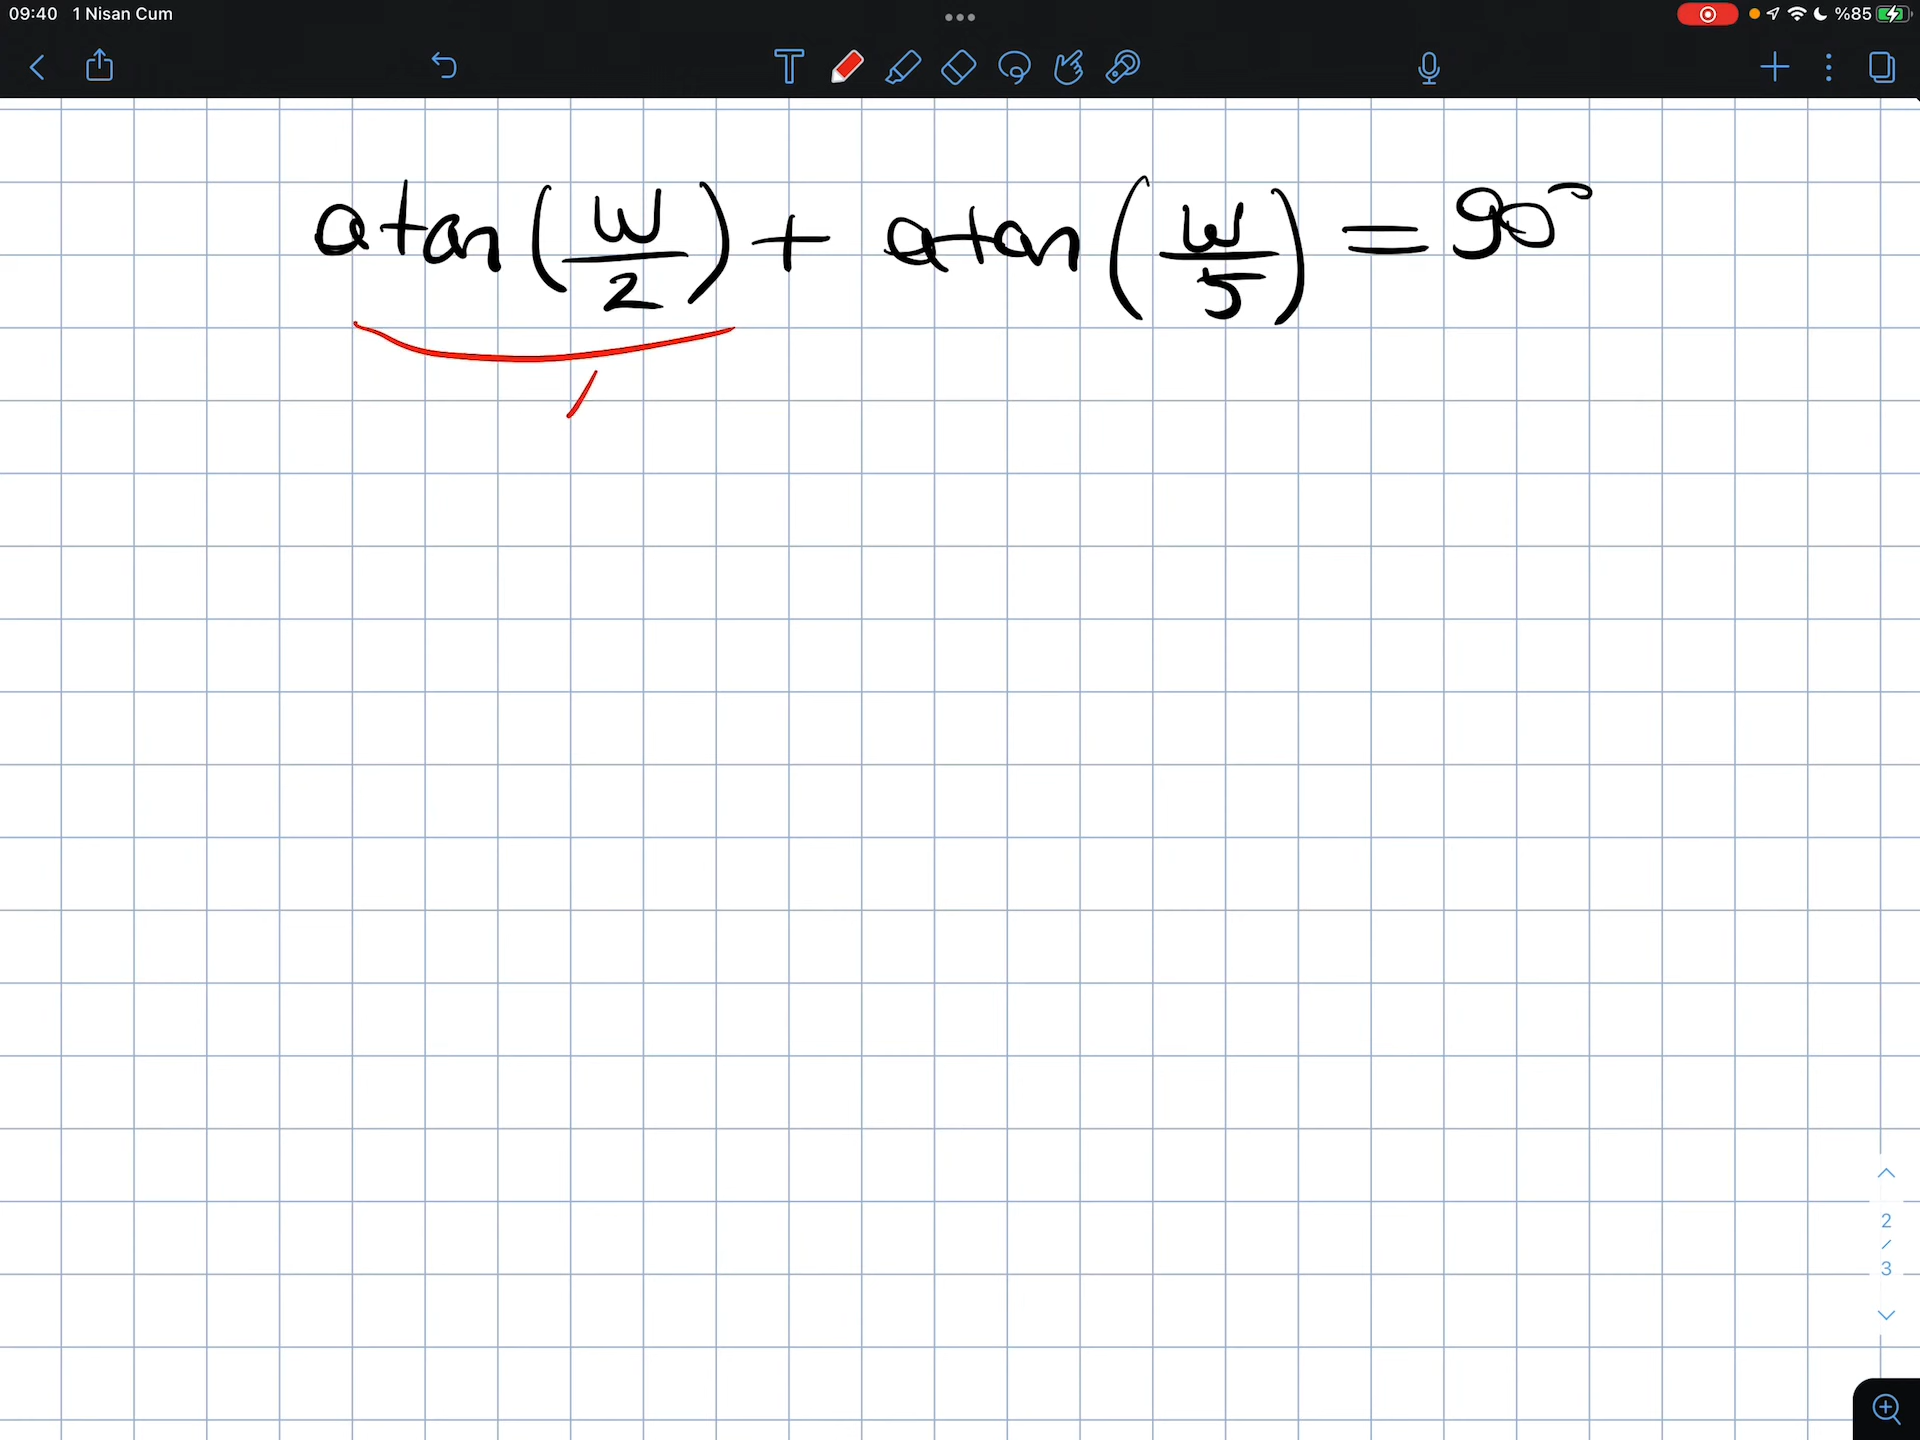 09:40 1 Nisan Cum
%85
T
atan(w/2) + atan(w/5) = 90°
2
/
3